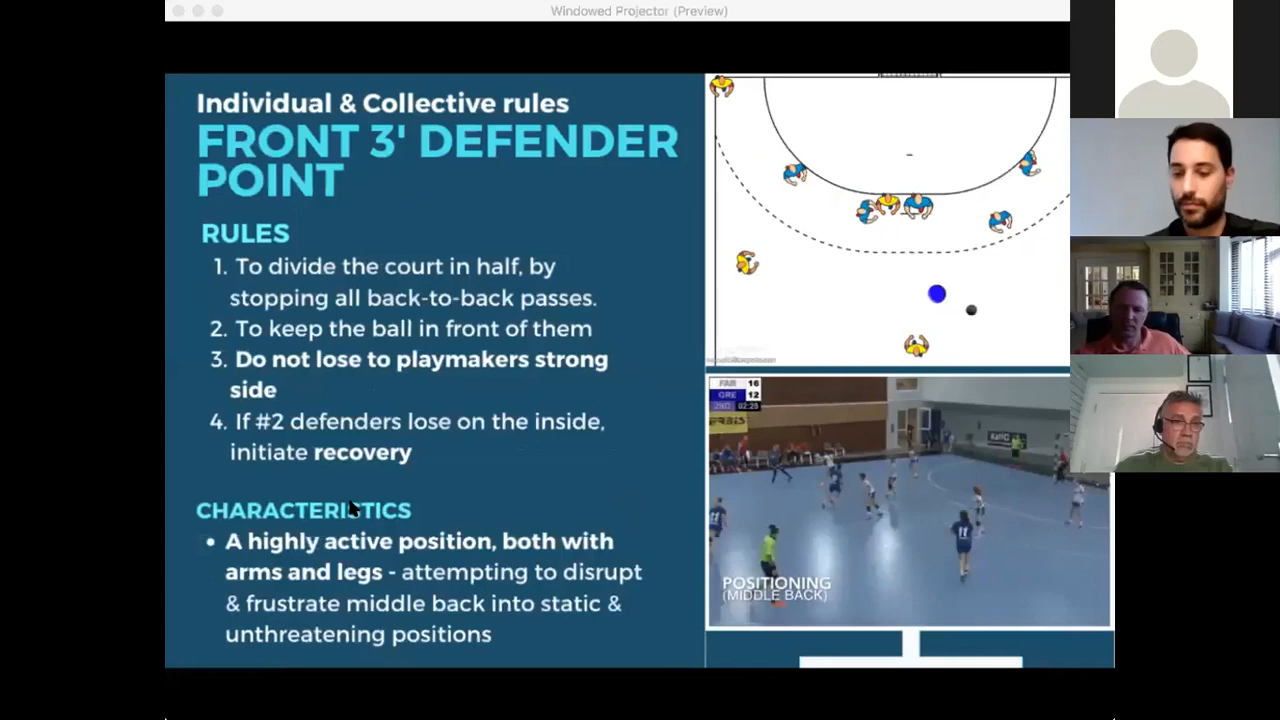 Windowed Projector (Preview)
Individual & Collective rules
FRONT 3' DEFENDER
POINT
RULES
1. To divide the court in half, by
stopping all back-to-back passes.
2. To keep the ball in front of them
3. Do not lose to playmakers strong
side
4. If #2 defenders lose on the inside,
initiate recovery
CHARACTERISTICS
• A highly active position, both with
arms and legs - attempting to disrupt
& frustrate middle back into static &
unthreatening positions
FAR 16
GRE 12
2ND 02:28
11
POSITIONING
(MIDDLE BACK)